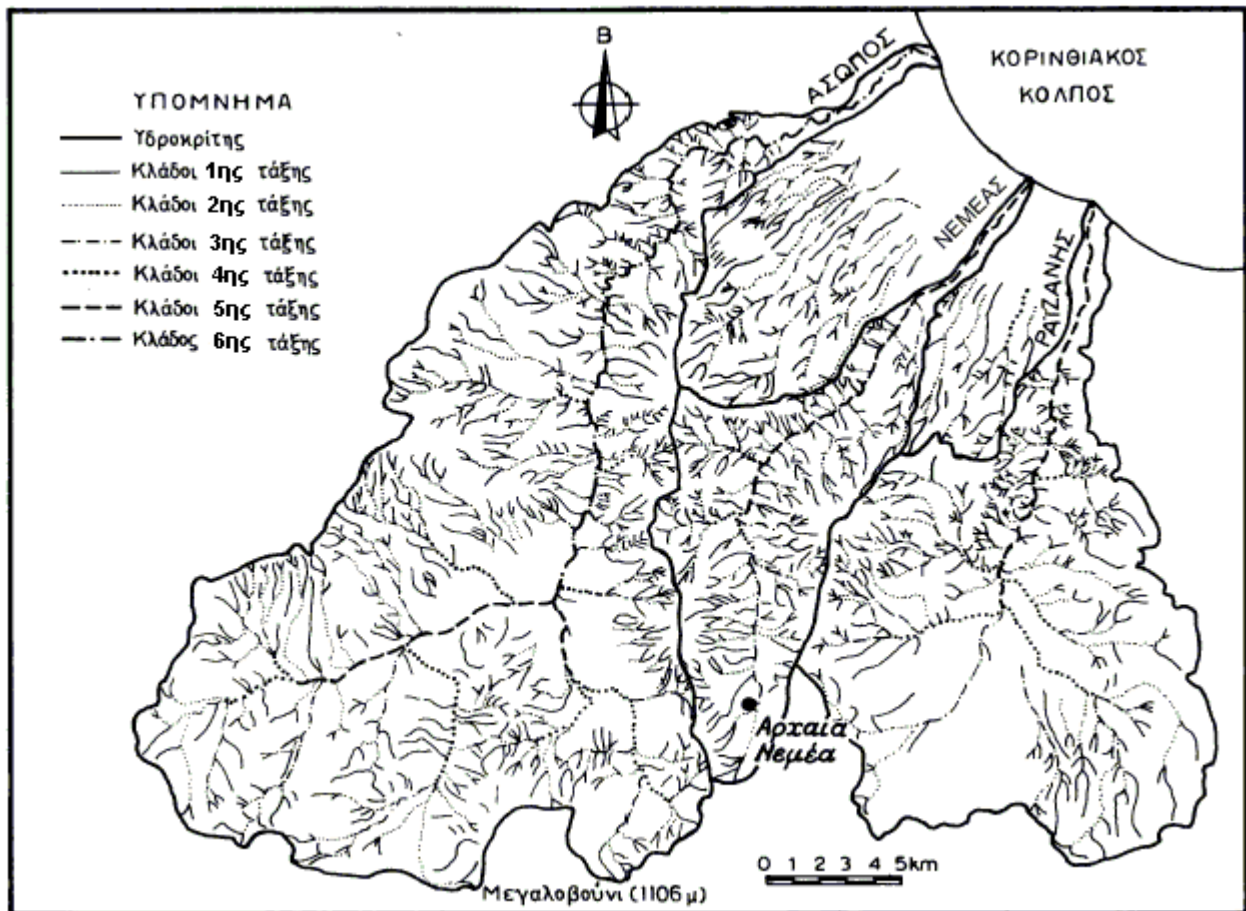 Β
ΑΣΩΠΟΣ
ΚΟΡΙΝΘΙΑΚΟΣ
ΚΟΛΠΟΣ
ΥΠΟΜΝΗΜΑ
Υδροκρίτης
Κλάδοι 1ης τάξης
Κλάδοι 2ης τάξης
Κλάδοι 3ης τάξης
Κλάδοι 4ης τάξης
Κλάδοι 5ης τάξης
Κλάδος 6ης τάξης
ΝΕΜΕΑΣ
ΡΑΙΖΑΝΗΣ
Αρχαία
Νεμέα
0 1 2 3 4 5km
Μεγαλοβούνι (1106 μ)